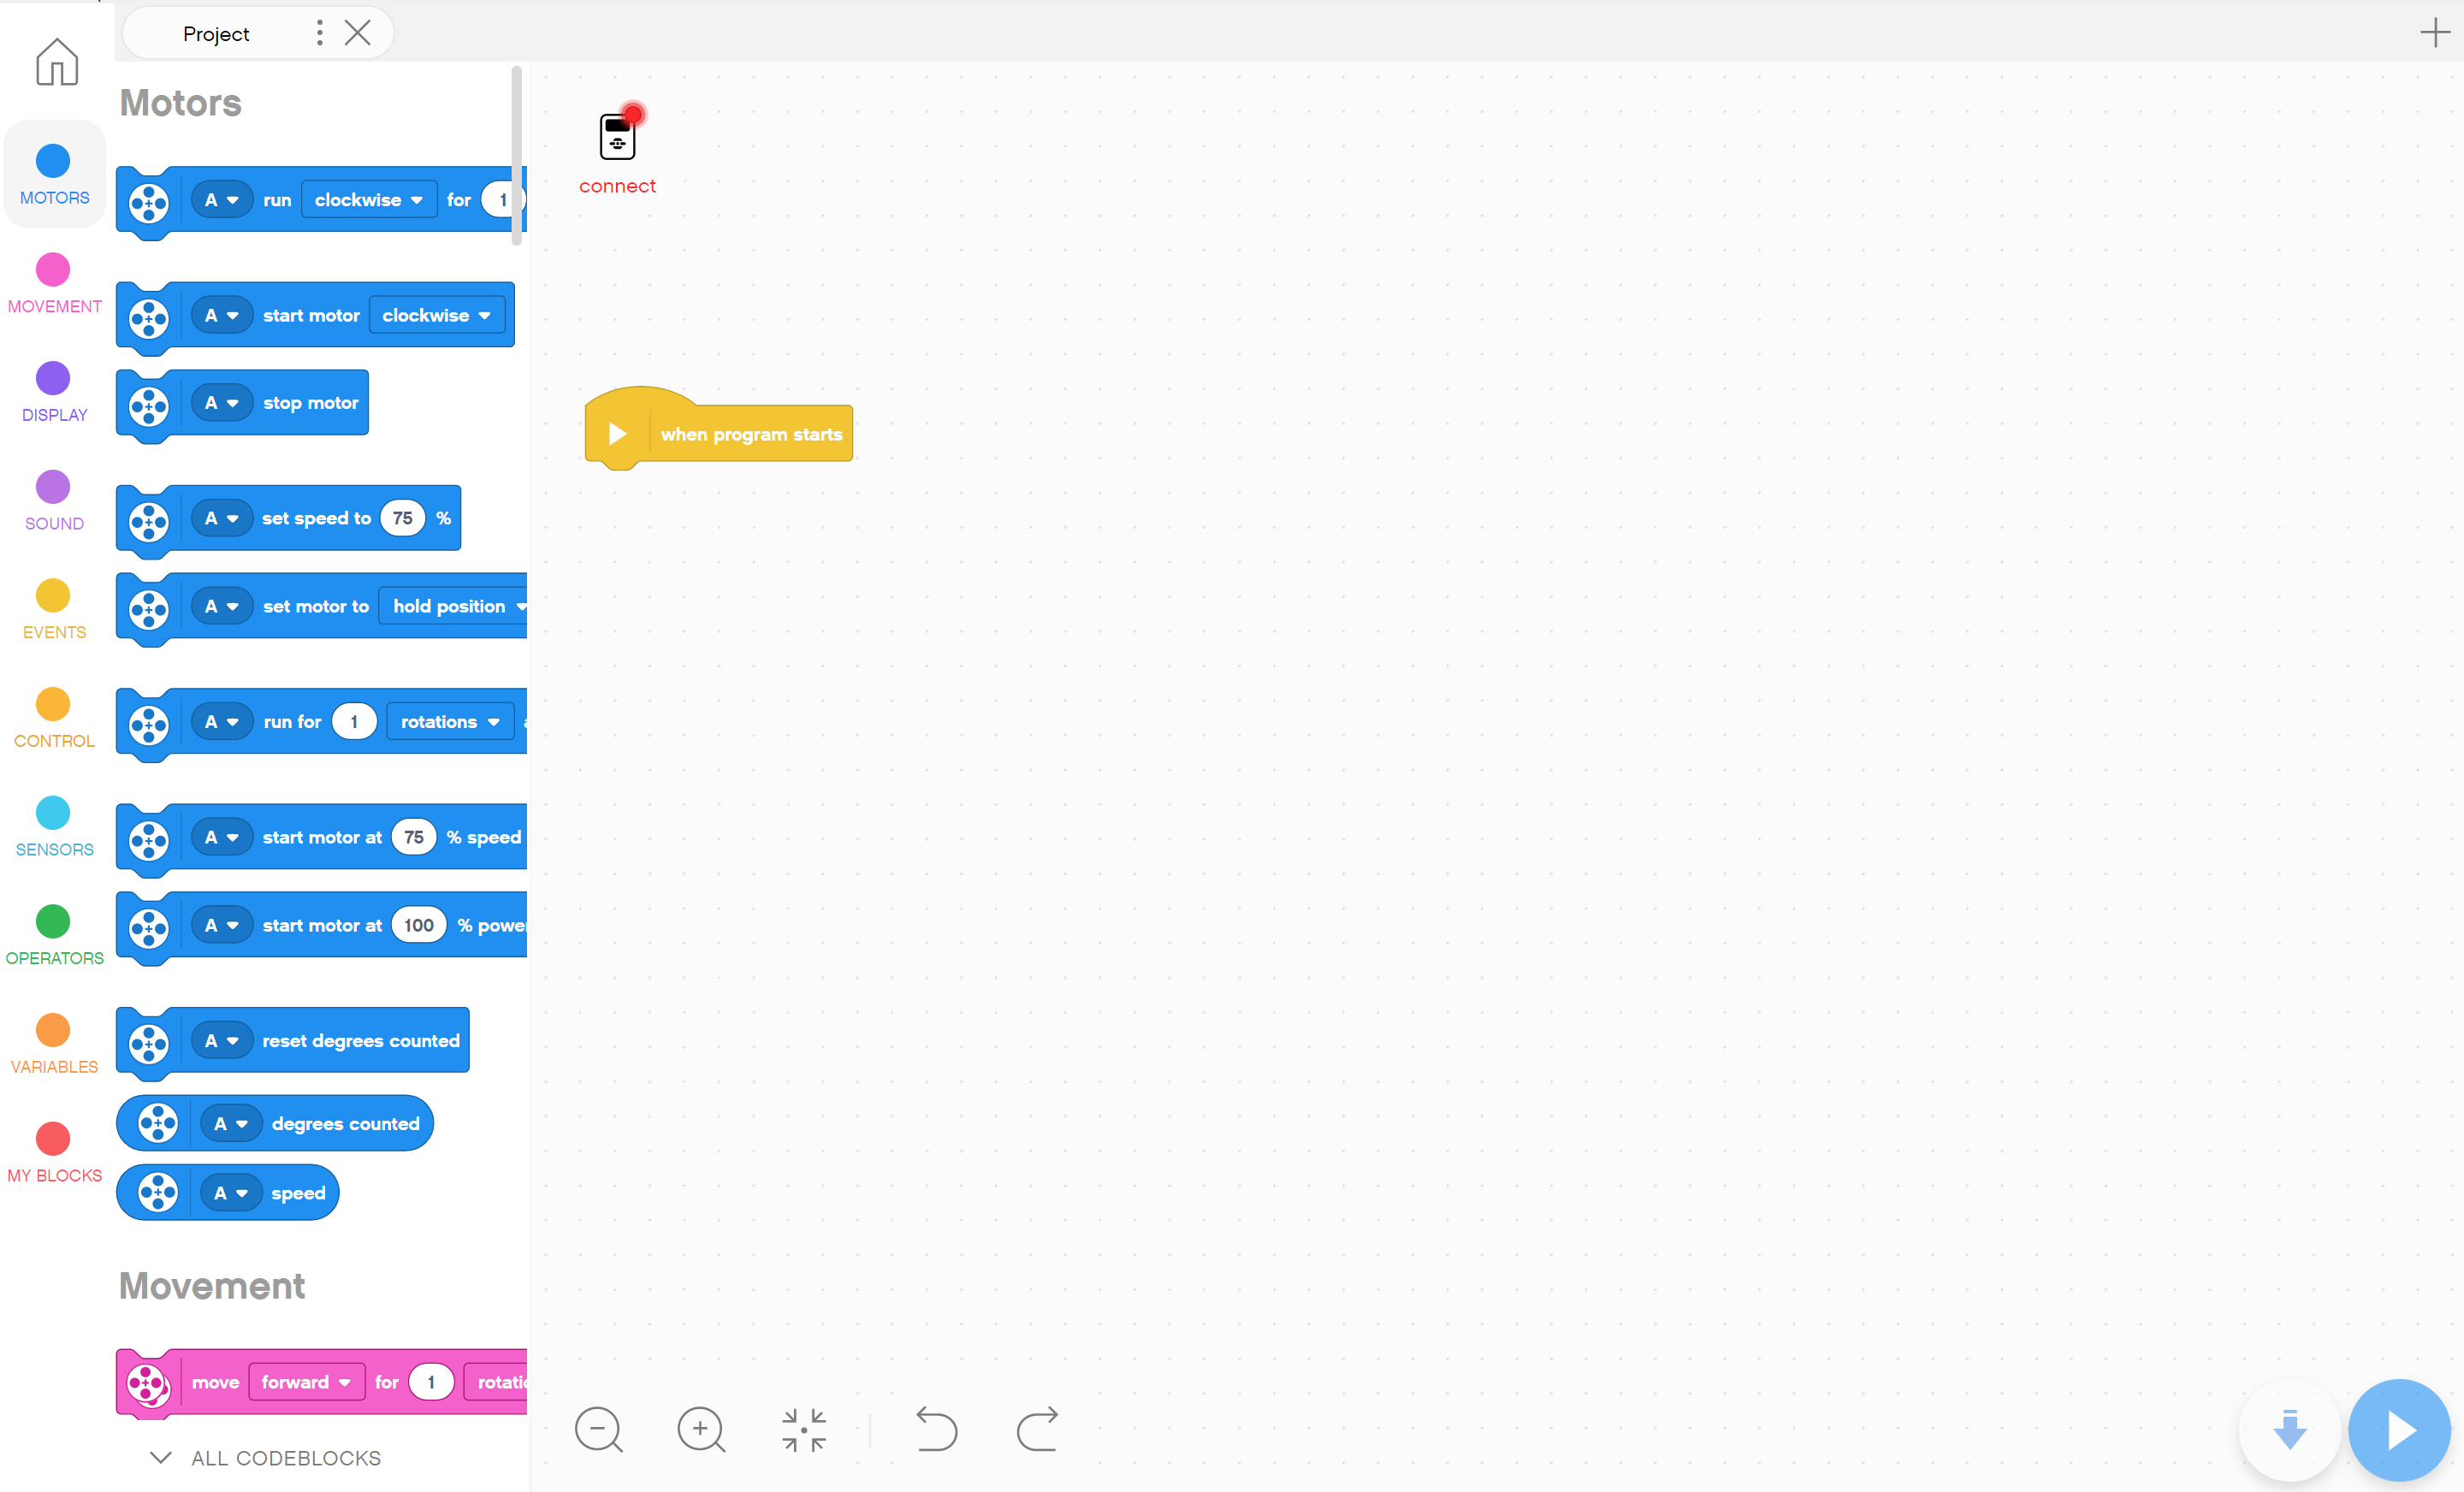 Project
MOTORS
MOVEMENT
DISPLAY
SOUND
EVENTS
CONTROL
SENSORS
OPERATORS
VARIABLES
MY BLOCKS
Motors
A run clockwise for 1
A start motor clockwise
A stop motor
A set speed to 75 %
A set motor to hold position
A run for 1 rotations
A start motor at 75 % speed
A start motor at 100 % power
A reset degrees counted
A degrees counted
A speed
Movement
move forward for 1
ALL CODEBLOCKS
connect
when program starts